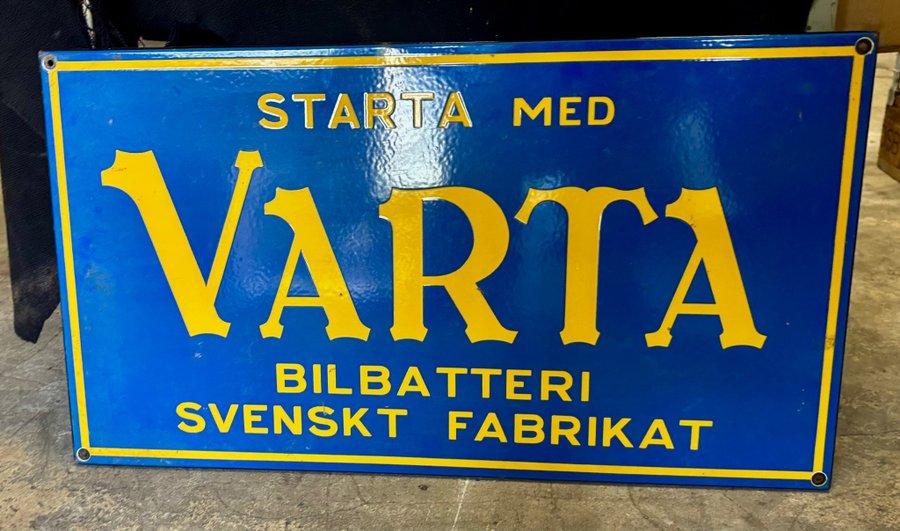 STARTA MED
VARTA
BILBATTERI
SVENSKT FABRIKAT